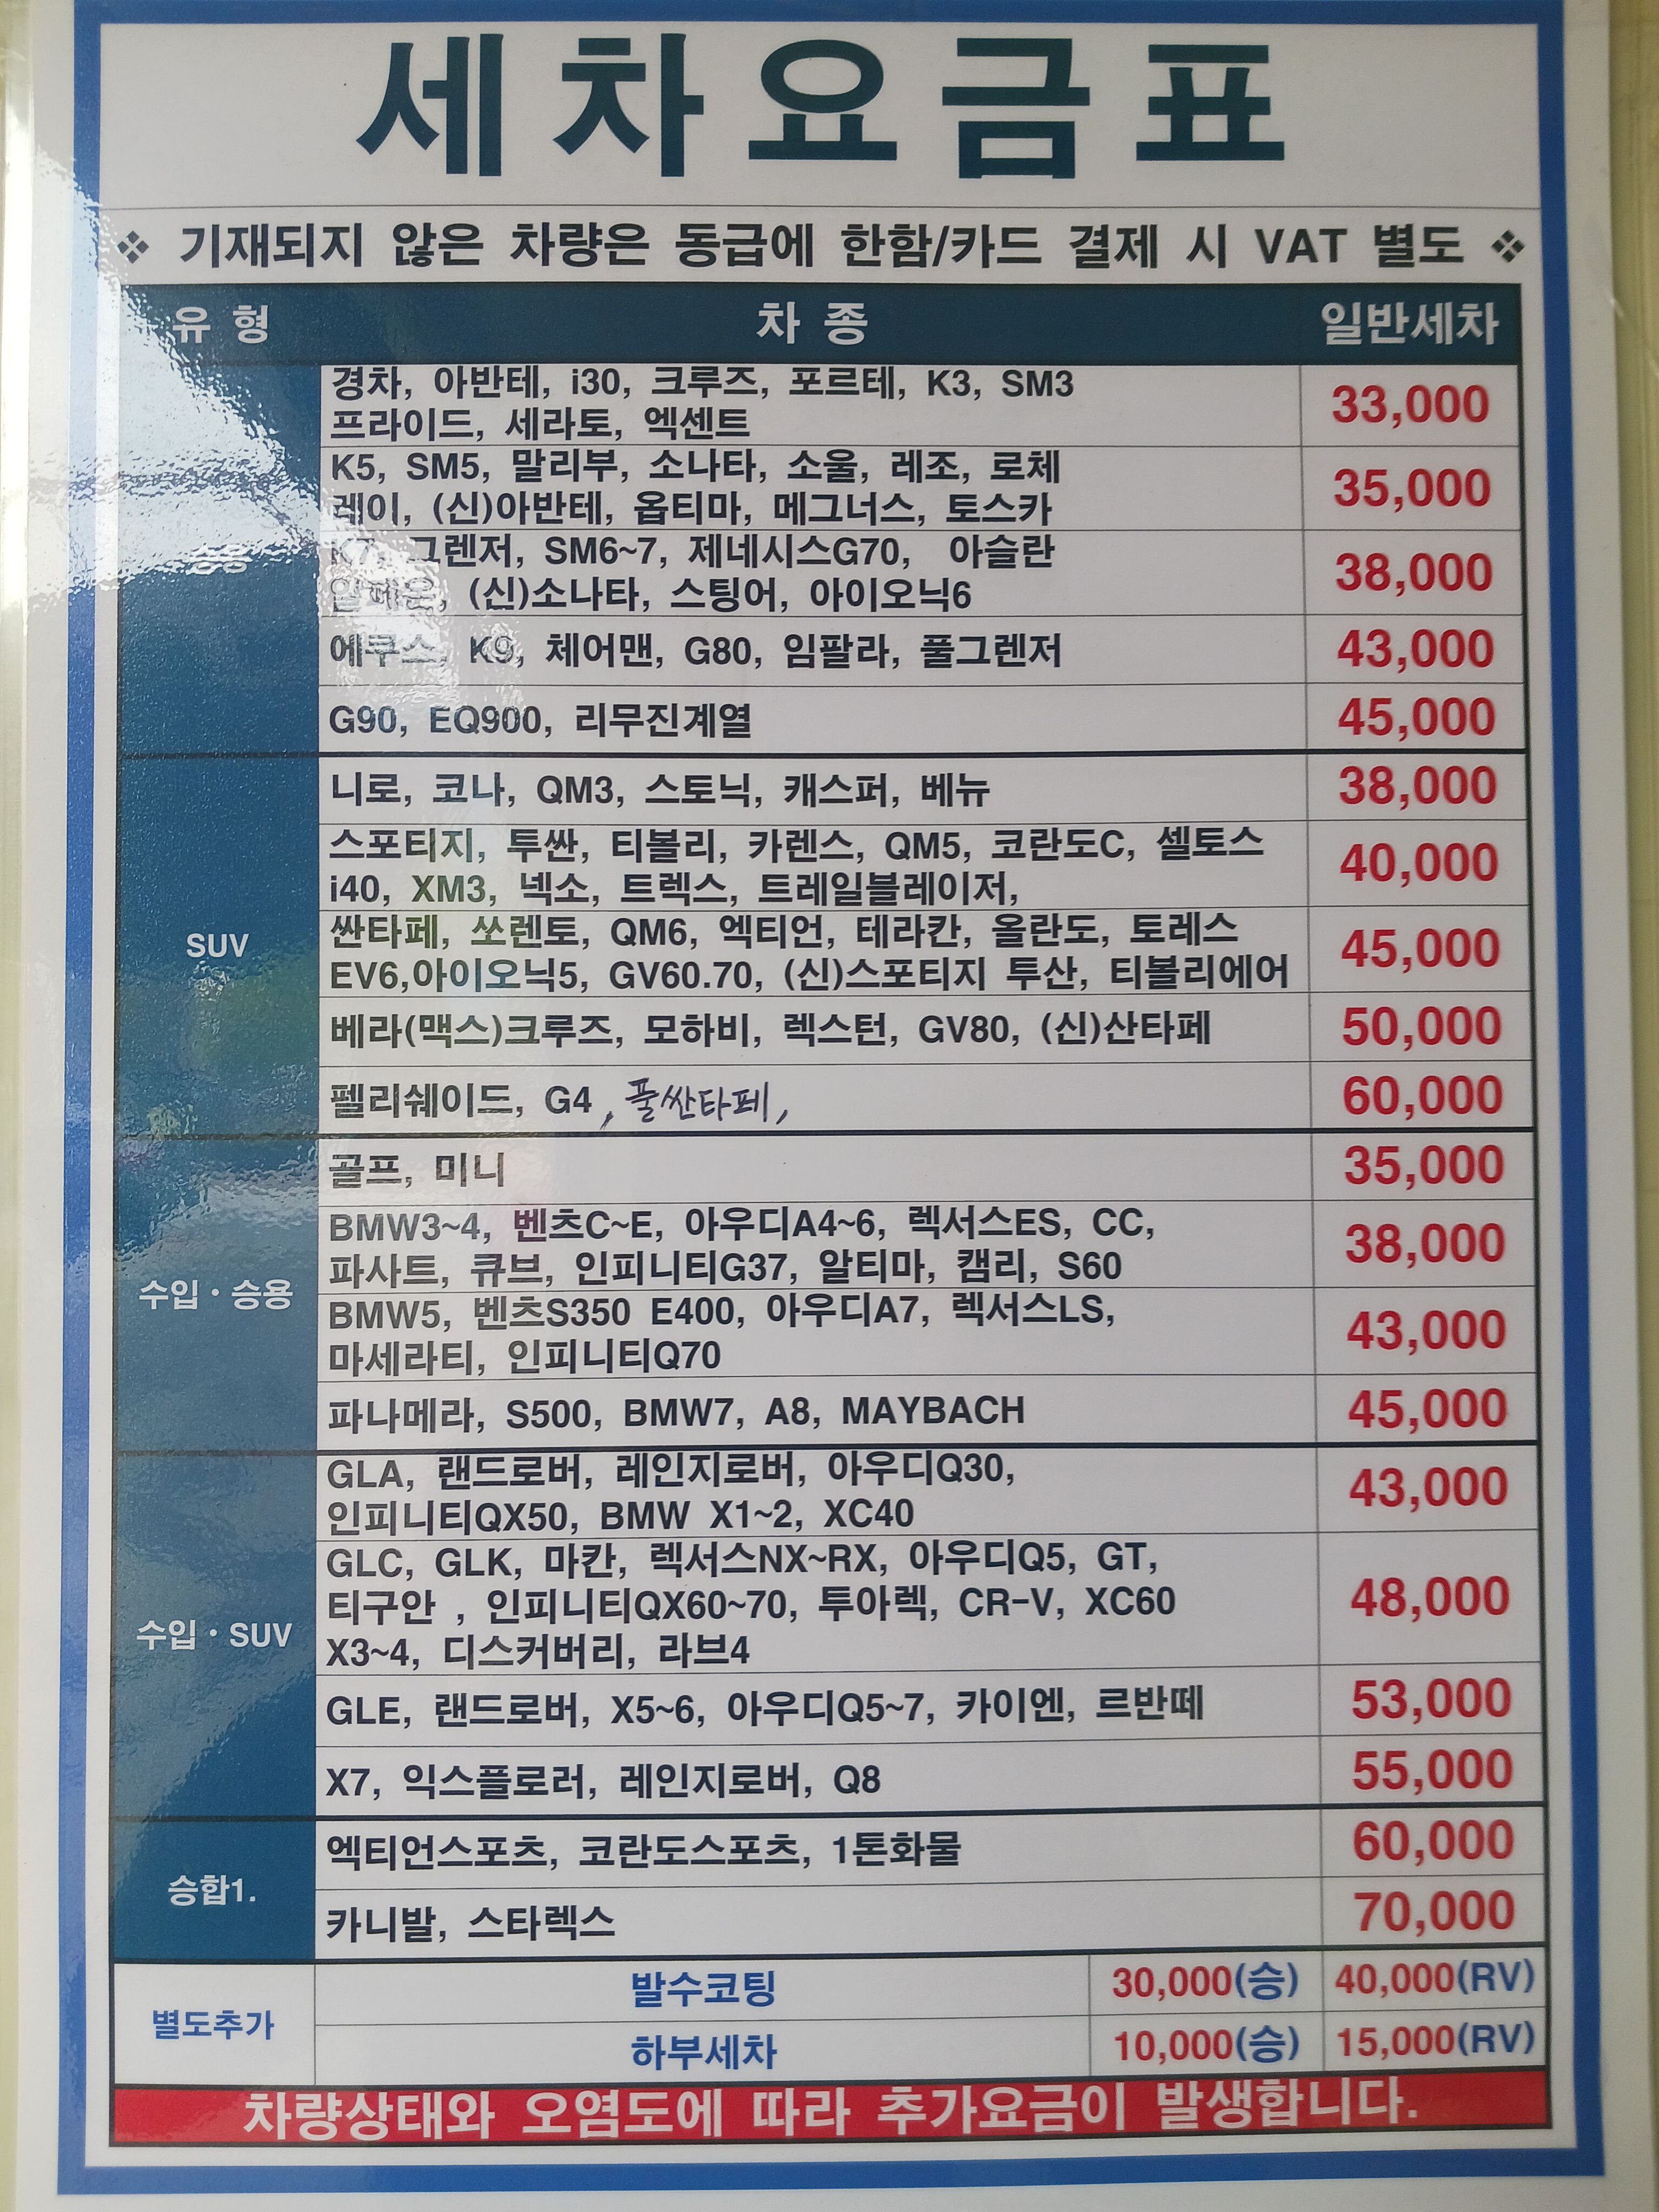 세차요금표
❖ 기재되지 않은 차량은 동급에 한함/카드 결제 시 VAT 별도 ❖
유 형 차 종 일반세차
경차, 아반테, i30, 크루즈, 포르테, K3, SM3
프라이드, 세라토, 엑센트
33,000
K5, SM5, 말리부, 소나타, 소울, 레조, 로체
레이, (신)아반테, 옵티마, 메그너스, 토스카
35,000
승용
K7, 그렌저, SM6~7, 제네시스G70, 아슬란
알페온, (신)소나타, 스팅어, 아이오닉6
38,000
에쿠스, K9, 체어맨, G80, 임팔라, 풀그렌저
43,000
G90, EQ900, 리무진계열
45,000
SUV
니로, 코나, QM3, 스토닉, 캐스퍼, 베뉴
38,000
스포티지, 투싼, 티볼리, 카렌스, QM5, 코란도C, 셀토스
i40, XM3, 넥소, 트렉스, 트레일블레이저,
40,000
싼타페, 쏘렌토, QM6, 엑티언, 테라칸, 올란도, 토레스
EV6,아이오닉5, GV60.70, (신)스포티지 투산, 티볼리에어
45,000
베라(맥스)크루즈, 모하비, 렉스턴, GV80, (신)산타페
50,000
펠리쉐이드, G4, 풀싼타페,
60,000
수입·승용
골프, 미니
35,000
BMW3~4, 벤츠C~E, 아우디A4~6, 렉서스ES, CC,
파사트, 큐브, 인피니티G37, 알티마, 캠리, S60
38,000
BMW5, 벤츠S350 E400, 아우디A7, 렉서스LS,
마세라티, 인피니티Q70
43,000
파나메라, S500, BMW7, A8, MAYBACH
45,000
수입·SUV
GLA, 랜드로버, 레인지로버, 아우디Q30,
인피니티QX50, BMW X1~2, XC40
43,000
GLC, GLK, 마칸, 렉서스NX~RX, 아우디Q5, GT,
티구안 , 인피니티QX60~70, 투아렉, CR-V, XC60
X3~4, 디스커버리, 라브4
48,000
GLE, 랜드로버, X5~6, 아우디Q5~7, 카이엔, 르반떼
53,000
X7, 익스플로러, 레인지로버, Q8
55,000
승합1.
엑티언스포츠, 코란도스포츠, 1톤화물
60,000
카니발, 스타렉스
70,000
별도추가
발수코팅 30,000(승) 40,000(RV)
하부세차 10,000(승) 15,000(RV)
차량상태와 오염도에 따라 추가요금이 발생합니다.